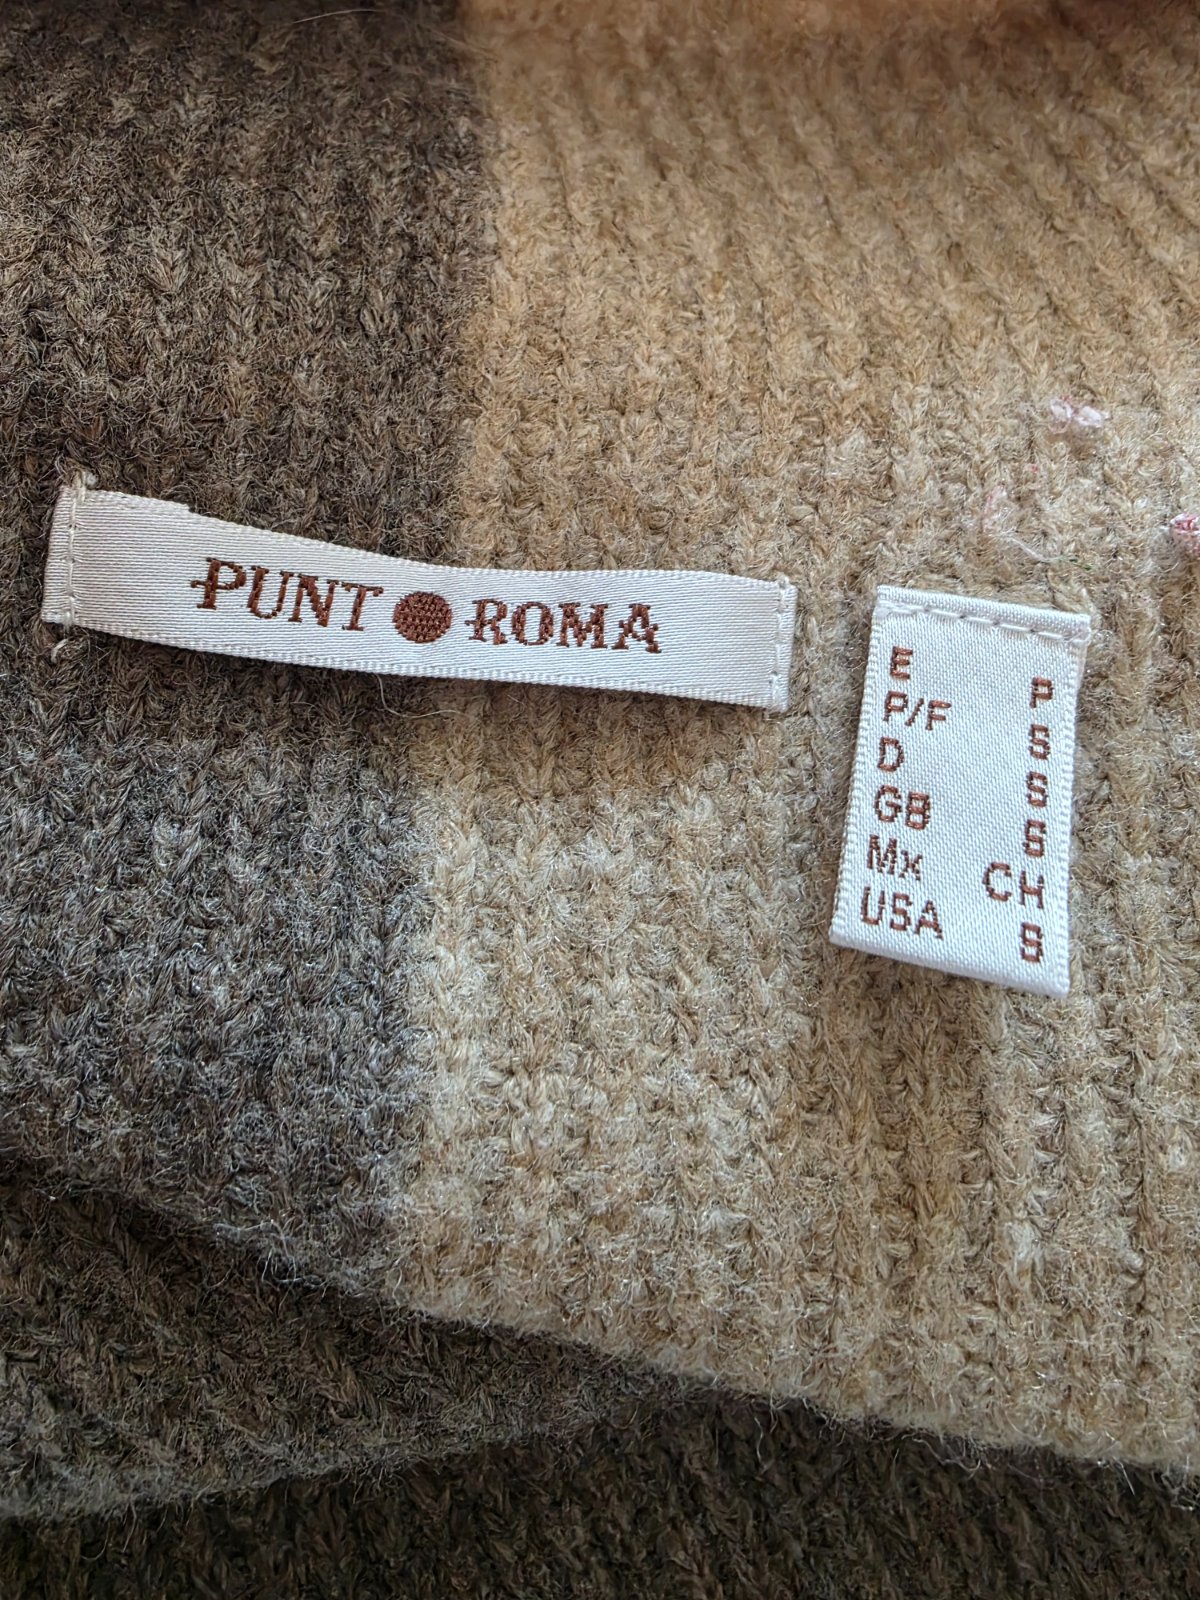 PUNT ROMA
E P
P/F S
D S
GB S
MX CH
USA S